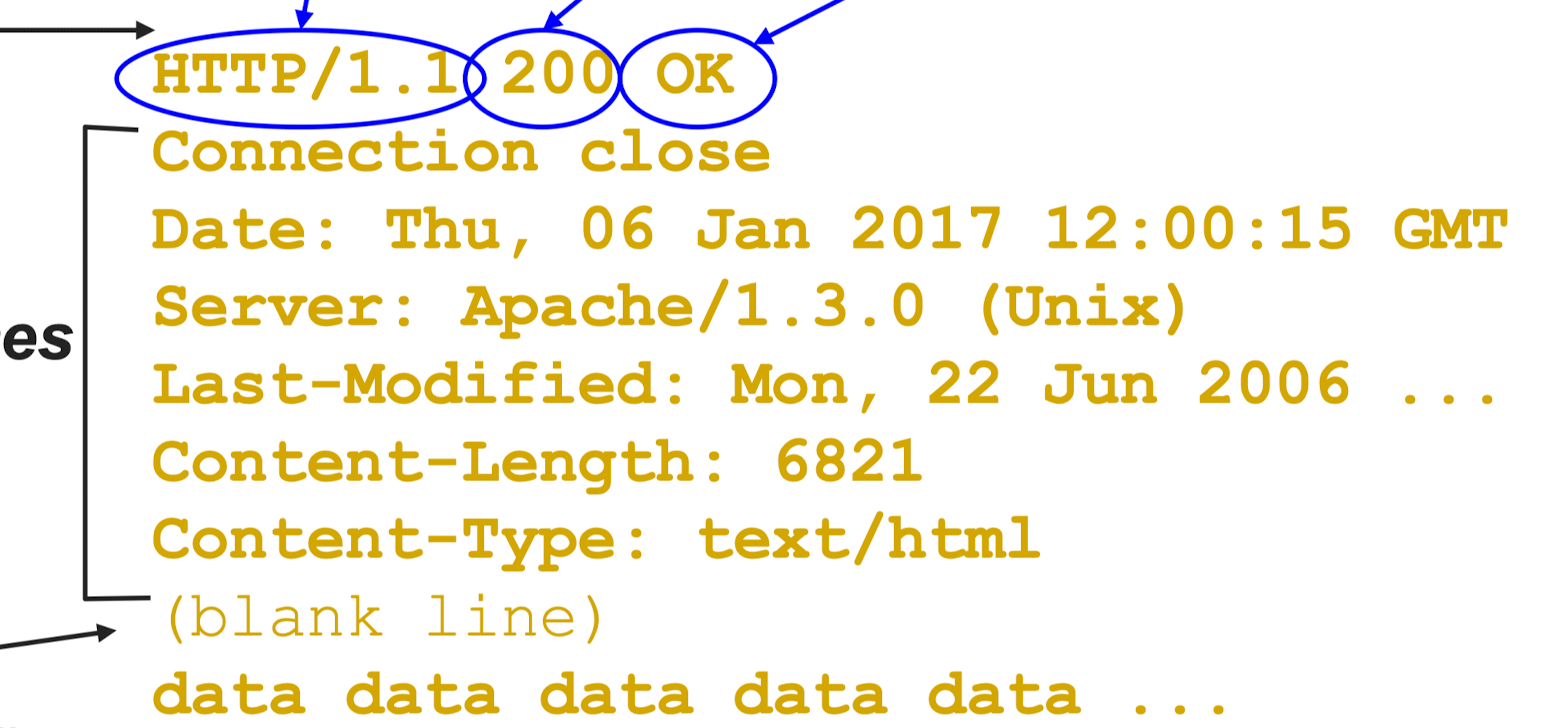 HTTP/1.1 200 OK
Connection close
Date: Thu, 06 Jan 2017 12:00:15 GMT
Server: Apache/1.3.0 (Unix)
es
Last-Modified: Mon, 22 Jun 2006 ...
Content-Length: 6821
Content-Type: text/html
(blank line)
data data data data data ...